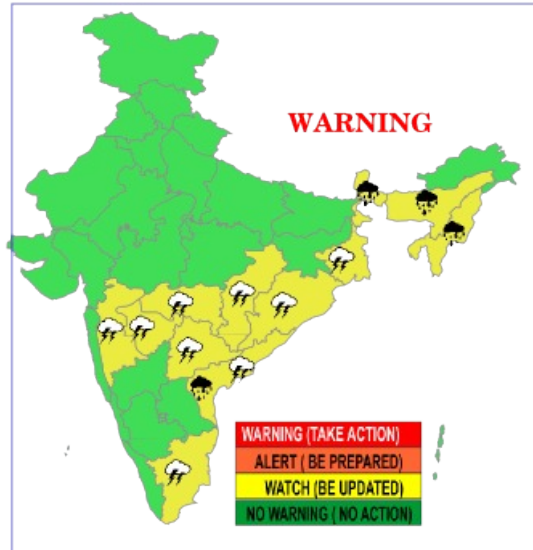 WARNING
WARNING (TAKE ACTION)
ALERT ( BE PREPARED)
WATCH (BE UPDATED)
NO WARNING ( NO ACTION)